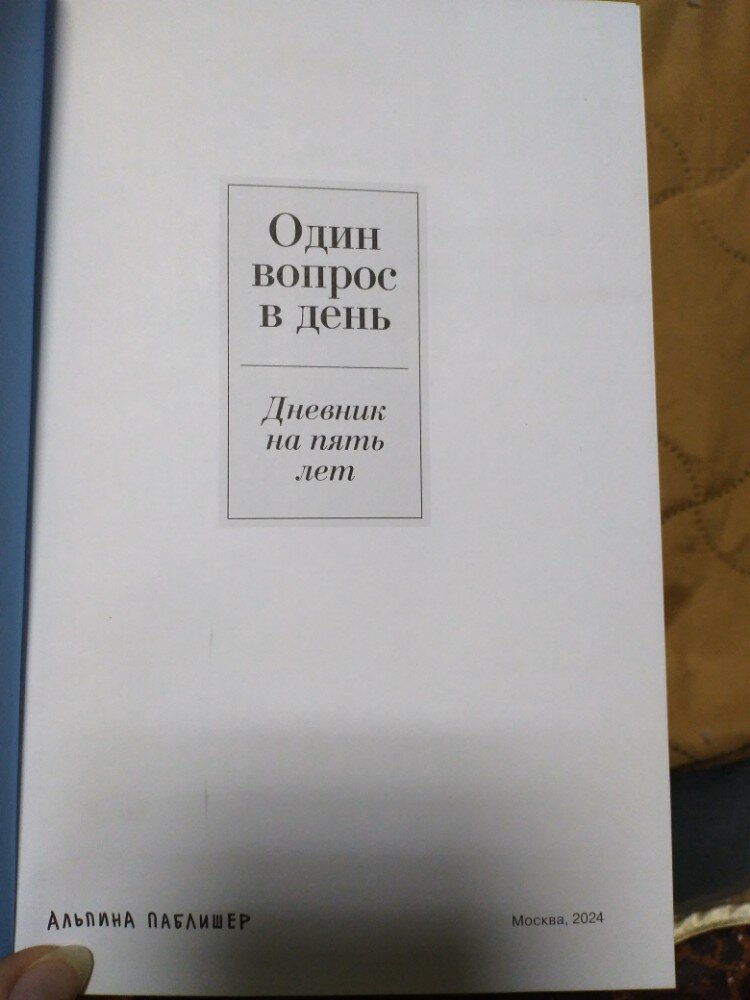 Один
вопрос
в день
Дневник
на пять
лет
АЛЬПИНА ПАБЛИШЕР
Москва, 2024